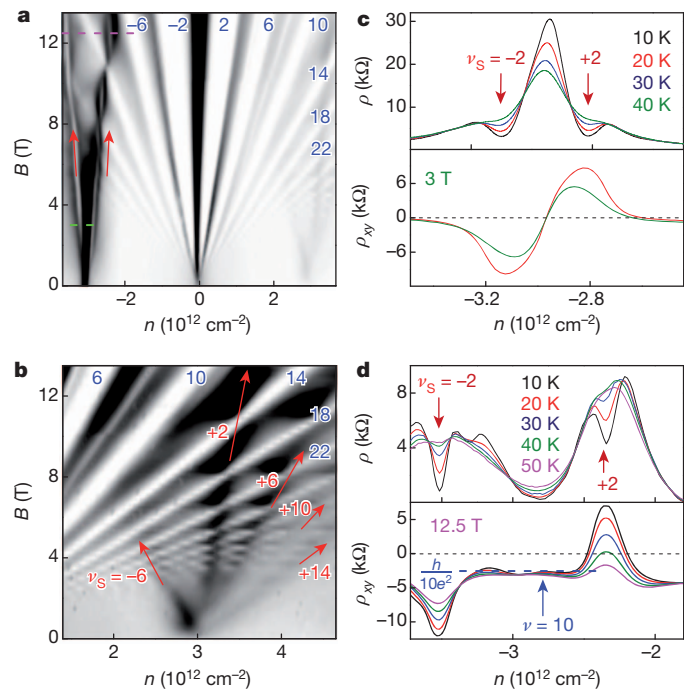 a
12
8
4
0
B (T)
−6
−2
2
6
10
14
18
22
−2
0
2
n (10¹² cm⁻²)
c
30
20
10
ρ (kΩ)
νS = −2
+2
10 K
20 K
30 K
40 K
3 T
6
0
−6
ρxy (kΩ)
−3.2
−2.8
n (10¹² cm⁻²)
b
12
8
4
0
B (T)
6
10
14
18
22
+2
+6
+10
+14
νS = −6
2
3
4
n (10¹² cm⁻²)
d
8
4
ρ (kΩ)
νS = −2
10 K
20 K
30 K
40 K
50 K
+2
12.5 T
5
0
−5
−10
ρxy (kΩ)
h
10e²
ν = 10
−3
−2
n (10¹² cm⁻²)